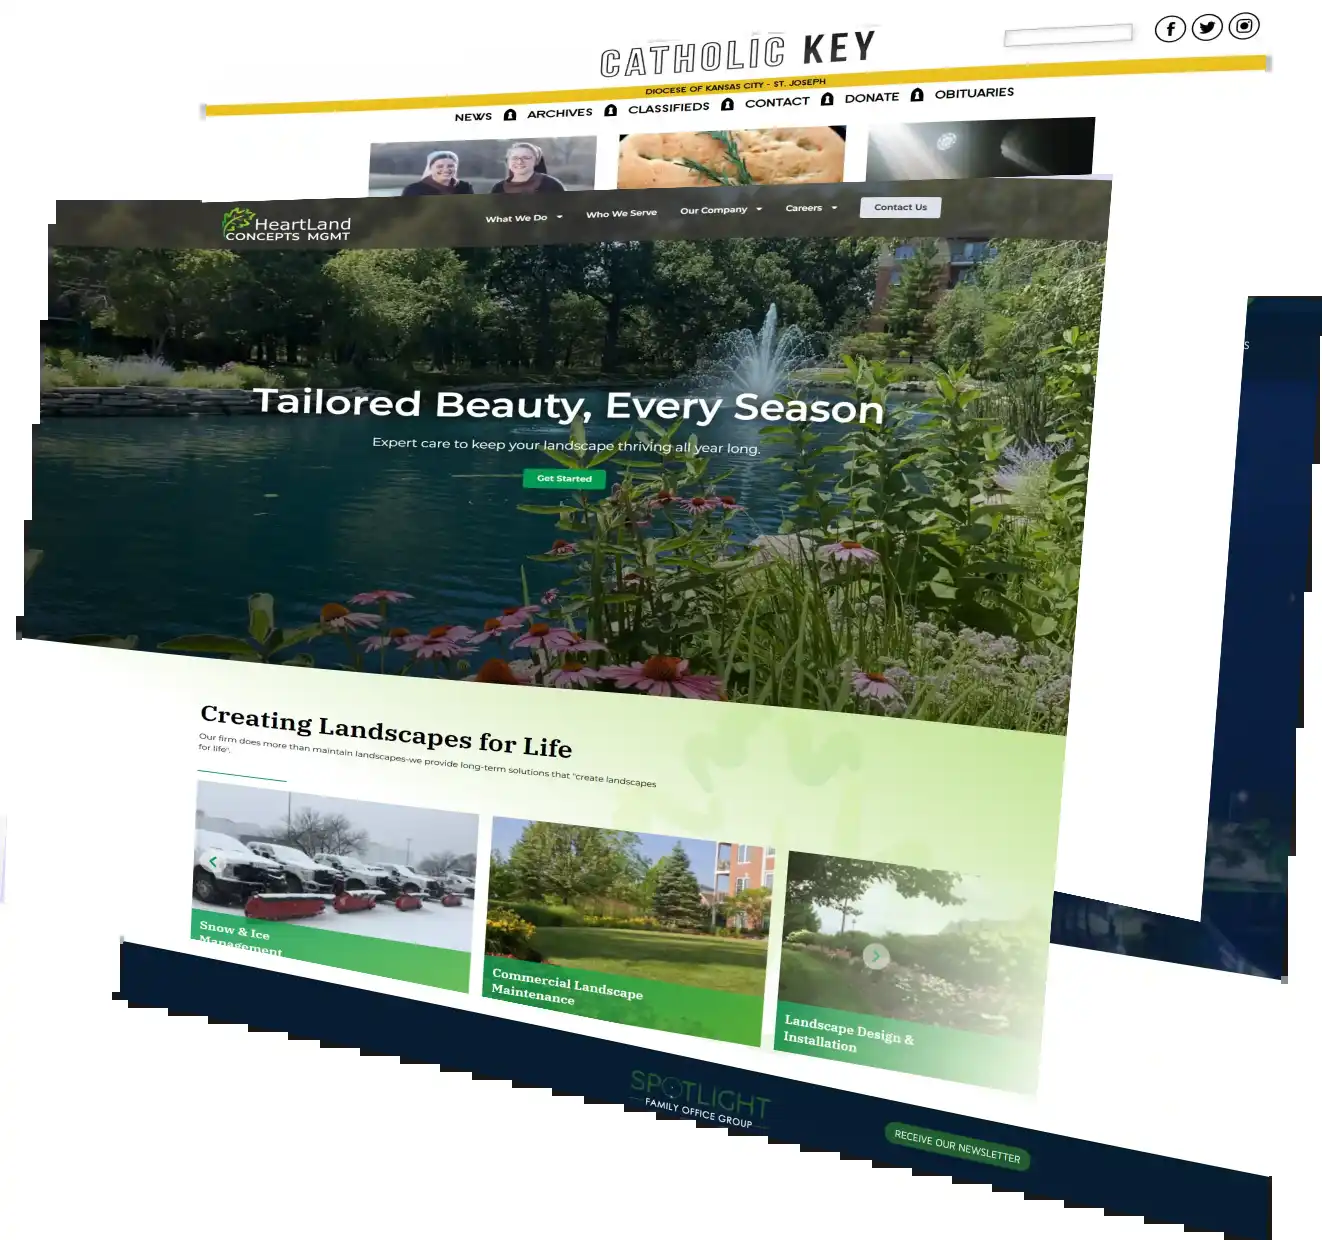 CATHOLIC KEY
DIOCESE OF KANSAS CITY - ST. JOSEPH
NEWS ARCHIVES CLASSIFIEDS CONTACT DONATE OBITUARIES
HeartLand
CONCEPTS MGMT
What We Do Who We Serve Our Company Careers Contact Us
Tailored Beauty, Every Season
Expert care to keep your landscape thriving all year long.
Get Started
Creating Landscapes for Life
Our firm does more than maintain landscapes-we provide long-term solutions that "create landscapes
for life".
Snow & Ice
Management
Commercial Landscape
Maintenance
Landscape Design &
Installation
SPOTLIGHT
FAMILY OFFICE GROUP
RECEIVE OUR NEWSLETTER